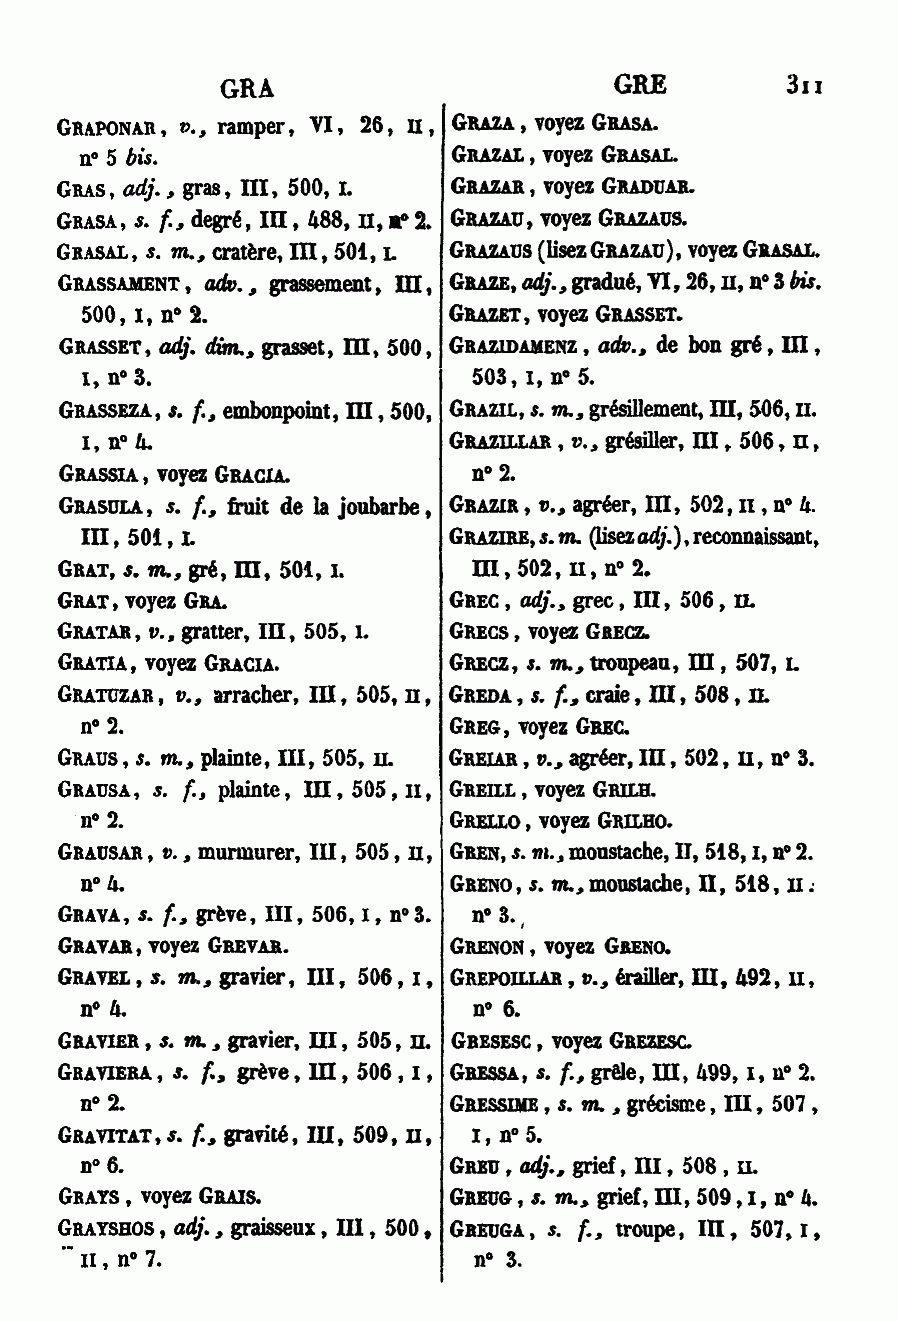 GRA
GRAPONAR, v., ramper, VI, 26, II,
nº 5 bis.
GRAS, adj., gras, III, 500, I.
GRASA, s. f., degré, III, 488, II, nº 2.
GRASAL, s. m., cratère, III, 501, I.
GRASSAMENT, adv., grassement, III,
500, I, nº 2.
GRASSET, adj. dim., grasset, III, 500,
I, nº 3.
GRASSEZA, s. f., embonpoint, III, 500,
I, nº 4.
GRASSIA, voyez GRACIA.
GRASULA, s. f., fruit de la joubarbe,
III, 501, I.
GRAT, s. m., gré, III, 501, I.
GRAT, voyez GRA.
GRATAR, v., gratter, III, 505, I.
GRATIA, voyez GRACIA.
GRATUZAR, v., arracher, III, 505, II,
nº 2.
GRAUS, s. m., plainte, III, 505, II.
GRAUSA, s. f., plainte, III, 505, II,
nº 2.
GRAUSAR, v., murmurer, III, 505, II,
nº 4.
GRAVA, s. f., grève, III, 506, I, nº 3.
GRAVAR, voyez GREVAR.
GRAVEL, s. m., gravier, III, 506, I,
nº 4.
GRAVIER, s. m., gravier, III, 505, II.
GRAVIERA, s. f., grève, III, 506, I,
nº 2.
GRAVITAT, s. f., gravité, III, 509, II,
nº 6.
GRAYS, voyez GRAIS.
GRAYSHOS, adj., graisseux, III, 500,
II, nº 7.
GRE 311
GRAZA, voyez GRASA.
GRAZAL, voyez GRASAL.
GRAZAR, voyez GRADUAR.
GRAZAU, voyez GRAZAUS.
GRAZAUS (lisez GRAZAU), voyez GRASAL.
GRAZE, adj., gradué, VI, 26, II, nº 3 bis.
GRAZET, voyez GRASSET.
GRAZIDAMENZ, adv., de bon gré, III,
503, I, nº 5.
GRAZIL, s. m., grésillement, III, 506, II.
GRAZILLAR, v., grésiller, III, 506, II,
nº 2.
GRAZIR, v., agréer, III, 502, II, nº 4.
GRAZIRE, s. m. (lisez adj.), reconnaissant,
III, 502, II, nº 2.
GREC, adj., grec, III, 506, II.
GRECS, voyez GRECZ.
GRECZ, s. m., troupeau, III, 507, I.
GREDA, s. f., craie, III, 508, II.
GREG, voyez GREC.
GREIAR, v., agréer, III, 502, II, nº 3.
GREILL, voyez GRILH.
GRELLO, voyez GRILHO.
GREN, s. m., moustache, II, 518, I, nº 2.
GRENO, s. m., moustache, II, 518, II.
nº 3.
GRENON, voyez GRENO.
GREPOILLAR, v., érailler, III, 492, II,
nº 6.
GRESESC, voyez GREZESC.
GRESSA, s. f., grêle, III, 499, I, nº 2.
GRESSIME, s. m., grécisme, III, 507,
I, nº 5.
GREU, adj., grief, III, 508, II.
GREUG, s. m., grief, III, 509, I, nº 4.
GREUGA, s. f., troupe, III, 507, I,
nº 3.